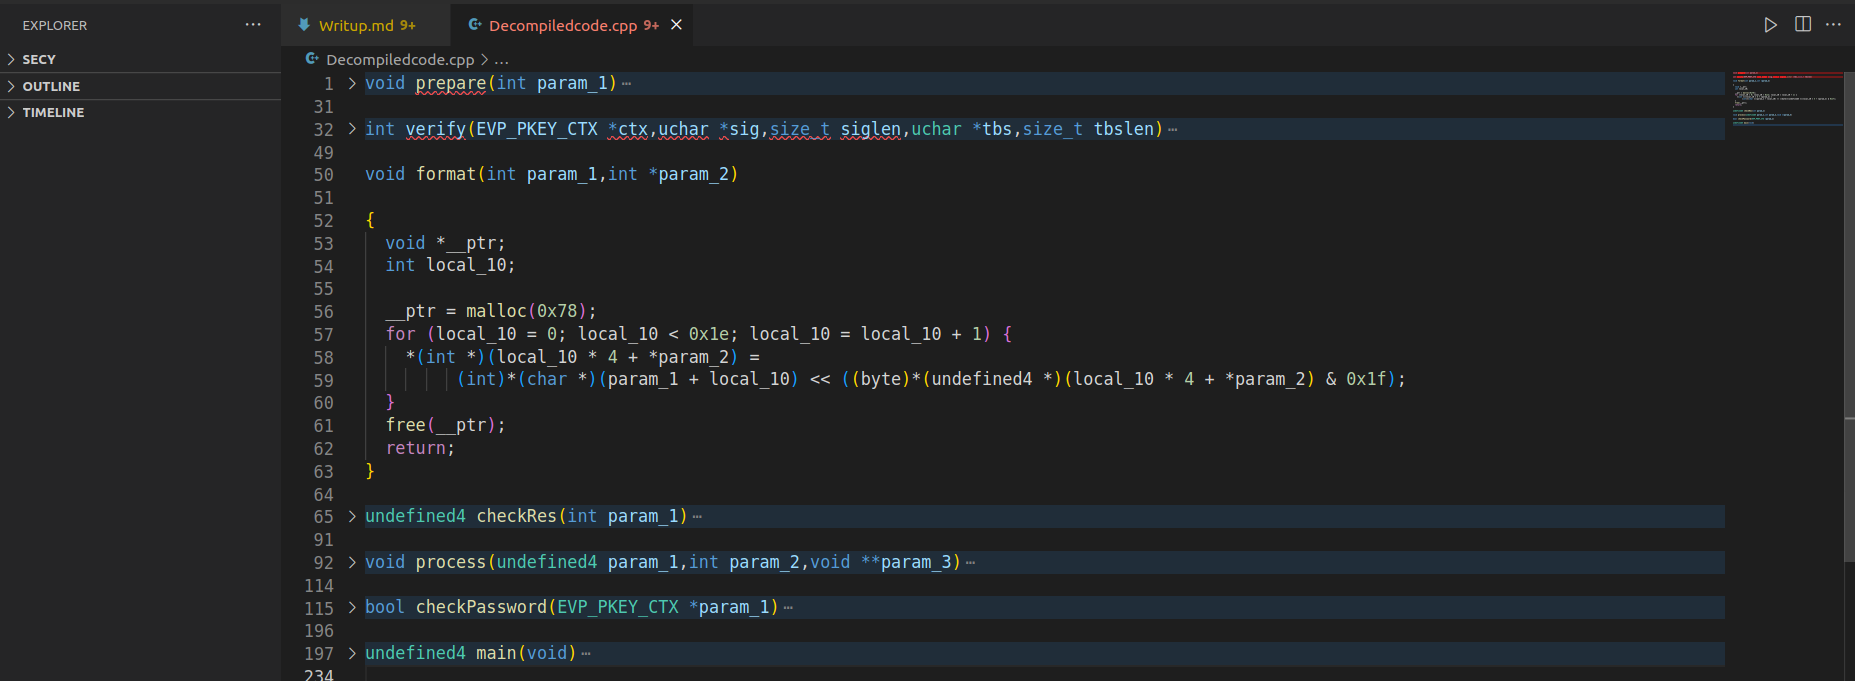 EXPLORER ···
SECY
OUTLINE
TIMELINE
Writup.md 9+
Decompiledcode.cpp 9+
Decompiledcode.cpp > ...
1 void prepare(int param_1)
31
32 int verify(EVP_PKEY_CTX *ctx,uchar *sig,size_t siglen,uchar *tbs,size_t tbslen)
49
50 void format(int param_1,int *param_2)
51
52 {
53 void *__ptr;
54 int local_10;
55
56 __ptr = malloc(0x78);
57 for (local_10 = 0; local_10 < 0x1e; local_10 = local_10 + 1) {
58 *(int *)(local_10 * 4 + *param_2) =
59 (int)*(char *)(param_1 + local_10) << ((byte)*(undefined4 *)(local_10 * 4 + *param_2) & 0x1f);
60 }
61 free(__ptr);
62 return;
63 }
64
65 undefined4 checkRes(int param_1)
91
92 void process(undefined4 param_1,int param_2,void **param_3)
114
115 bool checkPassword(EVP_PKEY_CTX *param_1)
196
197 undefined4 main(void)
234